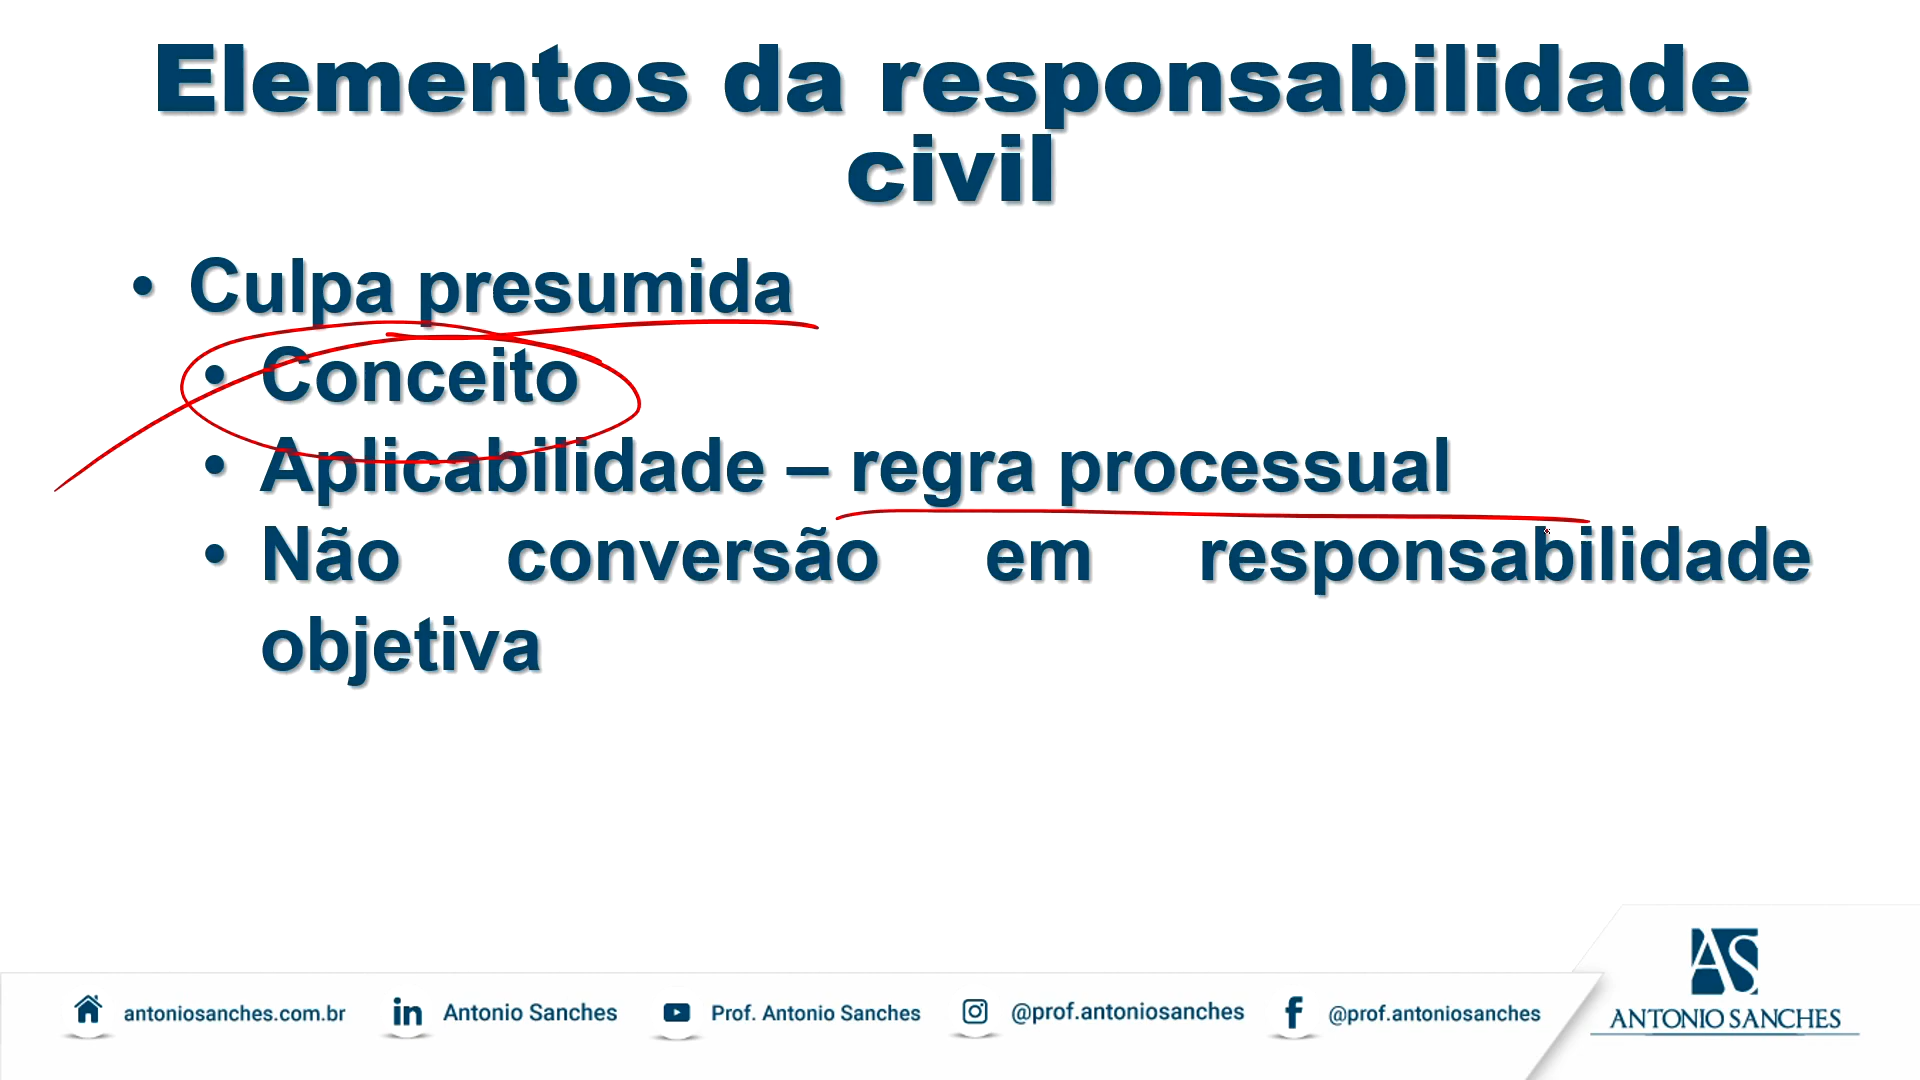 Elementos da responsabilidade
civil
• Culpa presumida
• Conceito
• Aplicabilidade – regra processual
• Não conversão em responsabilidade
objetiva
AS
antoniosanches.com.br in Antonio Sanches Prof. Antonio Sanches @prof.antoniosanches f @prof.antoniosanches ANTONIO SANCHES